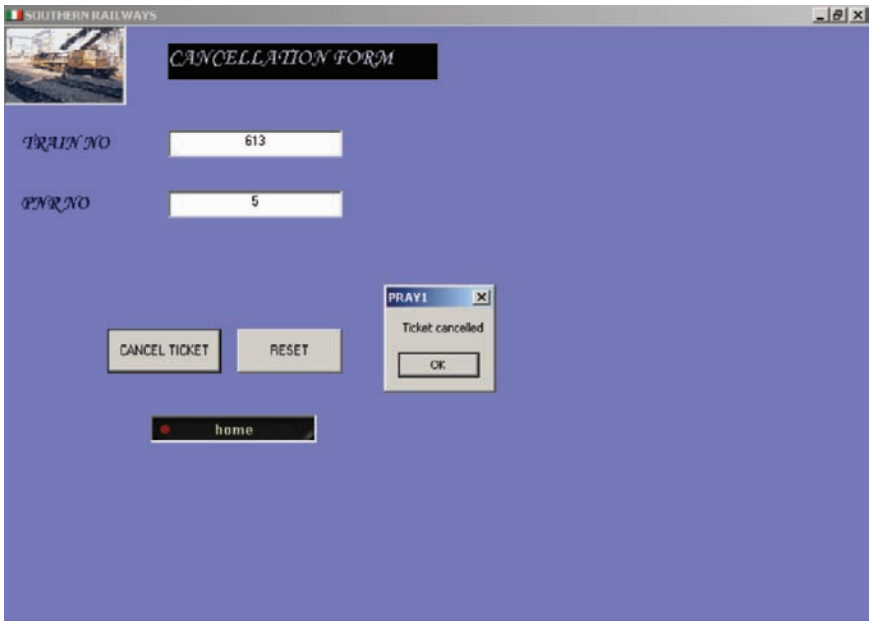 SOUTHERN RAILWAYS
CANCELLATION FORM
TRAIN NO
613
PNR NO
5
PRAY1
Ticket cancelled
OK
CANCEL TICKET
RESET
home